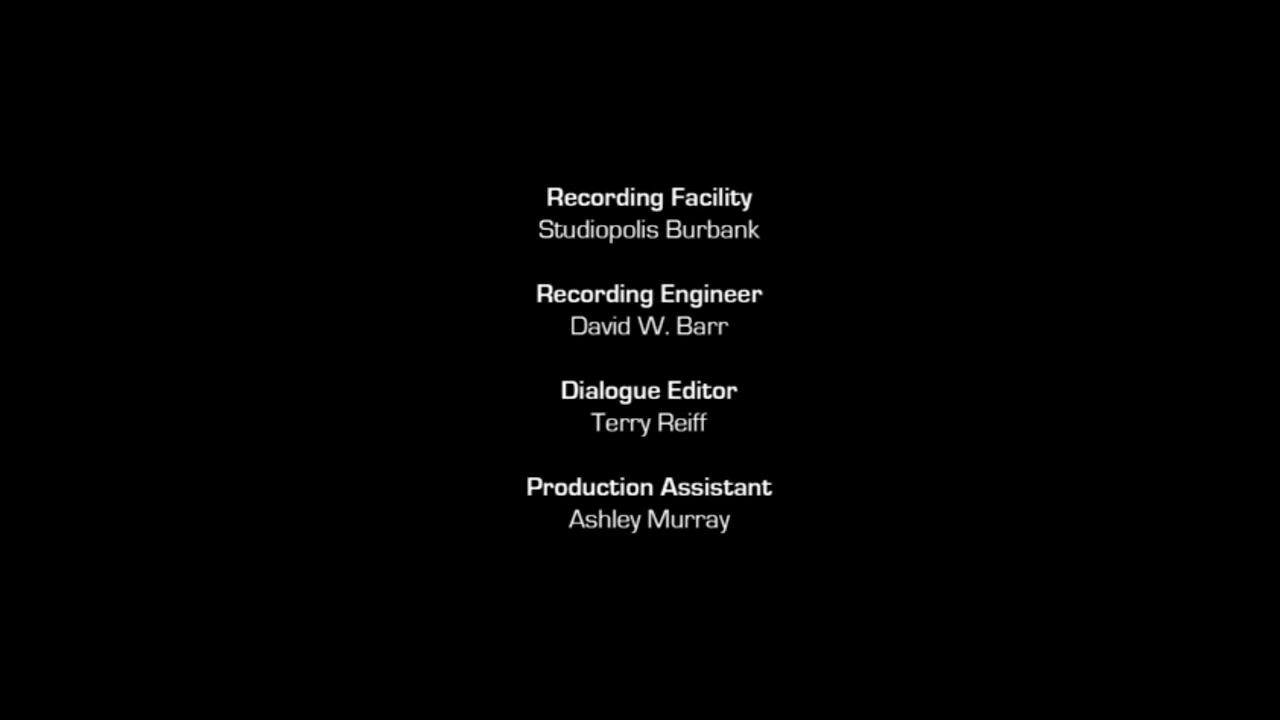 Recording Facility
Studiopolis Burbank
Recording Engineer
David W. Barr
Dialogue Editor
Terry Reiff
Production Assistant
Ashley Murray